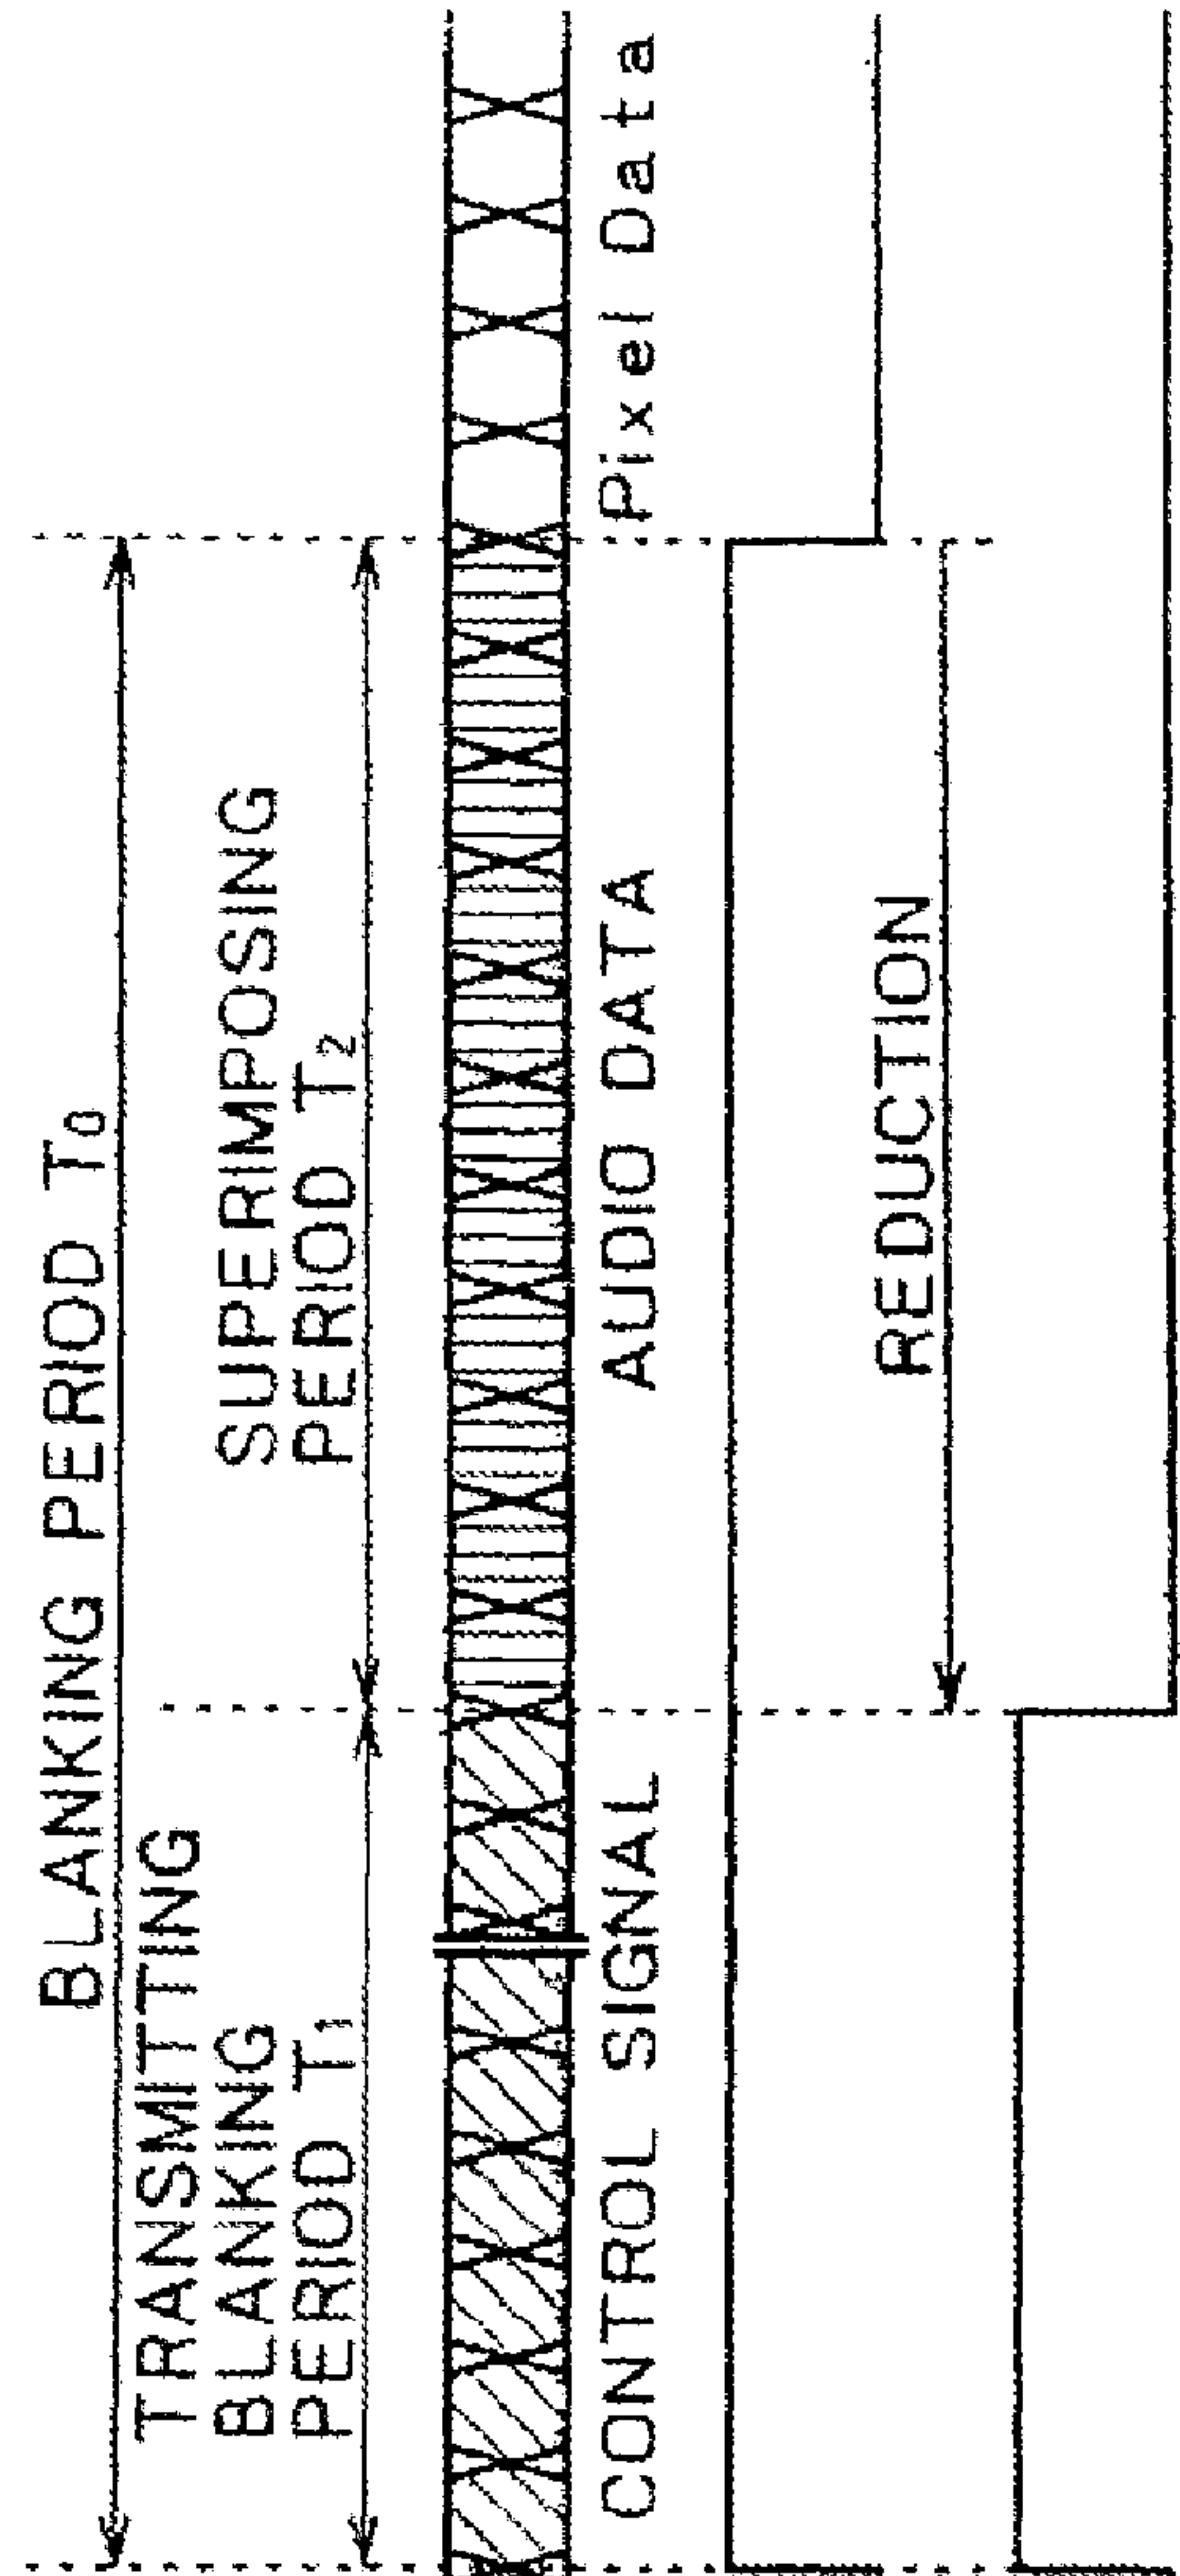 BLANKING PERIOD T0
TRANSMITTING
BLANKING
PERIOD T1
SUPERIMPOSING
PERIOD T2
CONTROL SIGNAL
AUDIO DATA
Pixel Data
REDUCTION